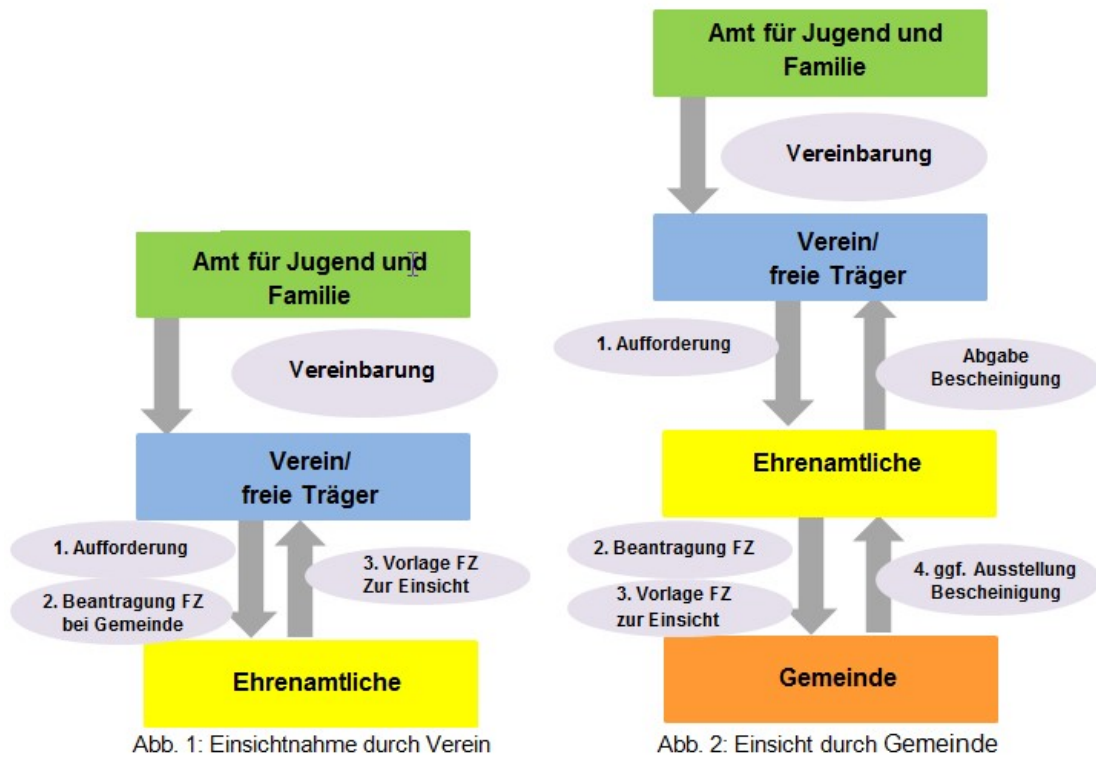 Amt für Jugend und
Familie
Vereinbarung
Verein/
freie Träger
1. Aufforderung
2. Beantragung FZ
bei Gemeinde
3. Vorlage FZ
Zur Einsicht
Ehrenamtliche
Abb. 1: Einsichtnahme durch Verein
Amt für Jugend und
Familie
Vereinbarung
Verein/
freie Träger
1. Aufforderung
Abgabe
Bescheinigung
Ehrenamtliche
2. Beantragung FZ
3. Vorlage FZ
zur Einsicht
4. ggf. Ausstellung
Bescheinigung
Gemeinde
Abb. 2: Einsicht durch Gemeinde